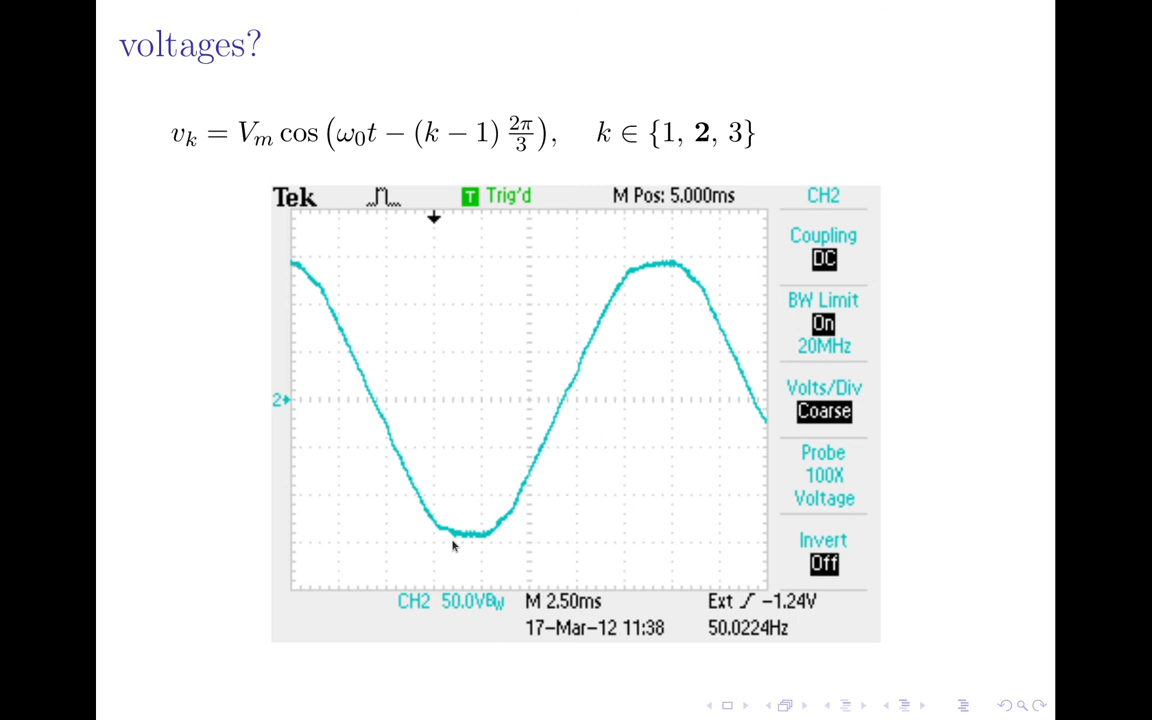 voltages?
v_k = V_m cos (ω_0 t − (k − 1) 2π/3), k ∈ {1, 2, 3}
Tek T Trig'd M Pos: 5.000ms CH2
Coupling
DC
BW Limit
On
20MHz
2
Volts/Div
Coarse
Probe
100X
Voltage
Invert
Off
CH2 50.0VBW M 2.50ms Ext −1.24V
17-Mar-12 11:38 50.0224Hz